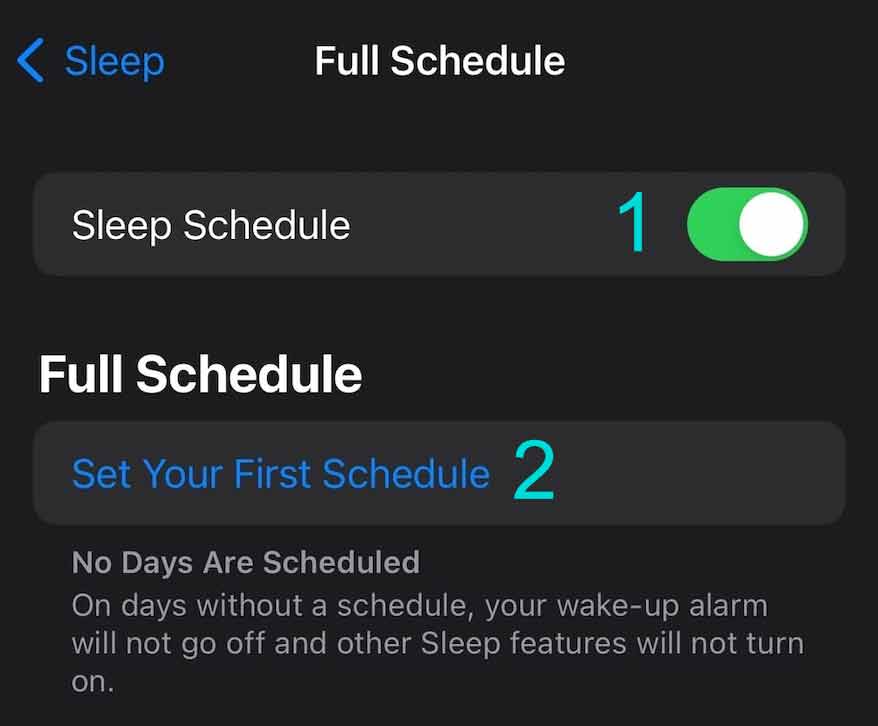 Sleep
Full Schedule
Sleep Schedule 1
Full Schedule
Set Your First Schedule 2
No Days Are Scheduled
On days without a schedule, your wake-up alarm
will not go off and other Sleep features will not turn
on.